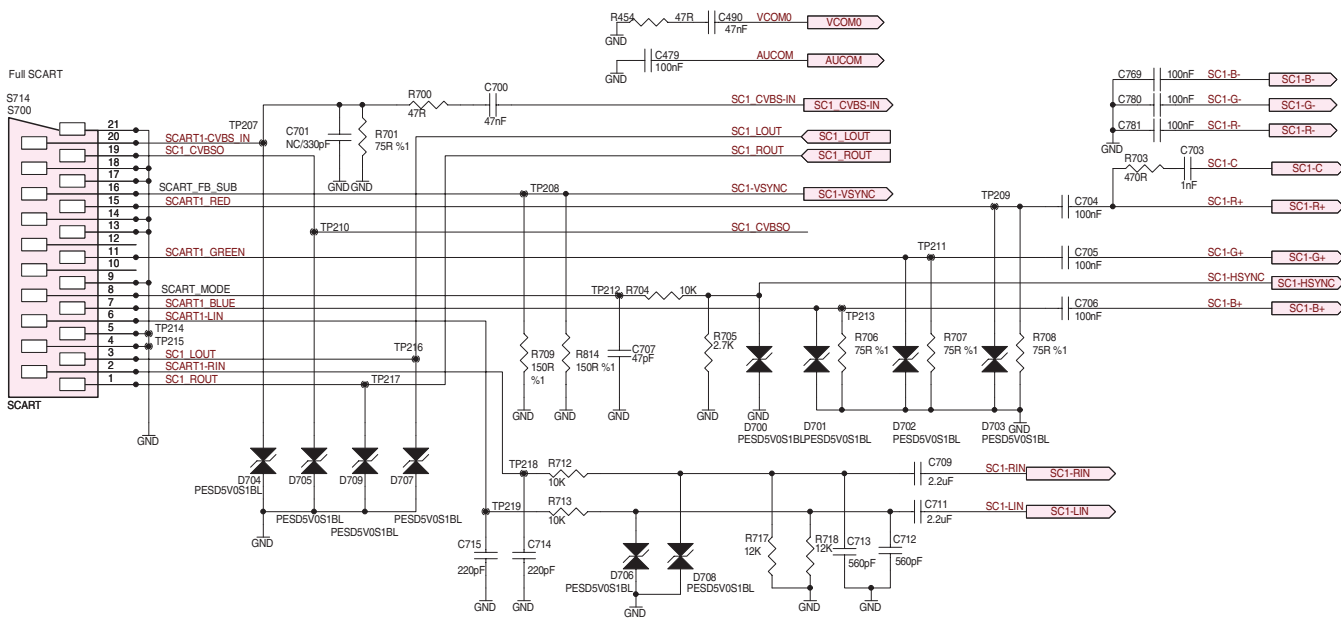 R454
47R
C490
47nF
VCOM0
VCOM0
GND
C479
100nF
AUCOM
AUCOM
GND
Full SCART
S714
S700
C769
100nF
SC1-B-
SC1-B-
C780
100nF
SC1-G-
SC1-G-
C781
100nF
SC1-R-
SC1-R-
GND
R700
47R
C700
47nF
SC1_CVBS-IN
SC1_CVBS-IN
TP207
C701
NC/330pF
R701
75R %1
GND
GND
SC1_LOUT
SC1_LOUT
SC1_ROUT
SC1_ROUT
R703
470R
C703
1nF
SC1-C
SC1-C
21
20
SCART1-CVBS_IN
19
SC1_CVBSO
18
17
16
SCART_FB_SUB
TP208
SC1-VSYNC
SC1-VSYNC
15
SCART1_RED
TP209
C704
100nF
SC1-R+
SC1-R+
14
13
TP210
SC1_CVBSO
12
11
SCART1_GREEN
TP211
C705
100nF
SC1-G+
SC1-G+
10
9
SC1-HSYNC
SC1-HSYNC
8
SCART_MODE
TP212
R704
10K
7
SCART1_BLUE
TP213
C706
100nF
SC1-B+
SC1-B+
6
SCART1-LIN
5
TP214
4
TP215
3
SC1_LOUT
TP216
2
SCART1-RIN
1
SC1_ROUT
TP217
SCART
GND
R709
150R
%1
R814
150R %1
C707
47pF
R705
2.7K
R706
75R %1
R707
75R %1
R708
75R %1
GND
GND
GND
GND
GND
GND
D700
PESD5V0S1BL
D701
PESD5V0S1BL
D702
PESD5V0S1BL
D703
PESD5V0S1BL
D704
PESD5V0S1BL
D705
PESD5V0S1BL
D709
PESD5V0S1BL
D707
PESD5V0S1BL
GND
TP218
R712
10K
C709
2.2uF
SC1-RIN
SC1-RIN
TP219
R713
10K
C711
2.2uF
SC1-LIN
SC1-LIN
C715
220pF
C714
220pF
GND
GND
D706
PESD5V0S1BL
D708
PESD5V0S1BL
GND
R717
12K
R718
12K
C713
560pF
C712
560pF
GND
GND